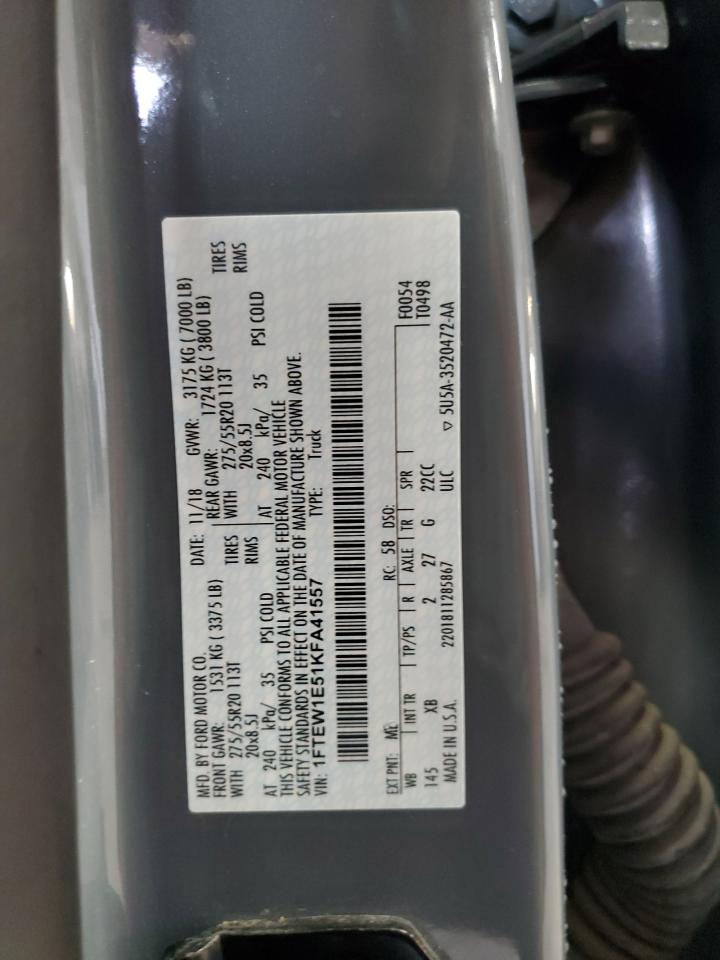 MFD. BY FORD MOTOR CO. DATE: 11/18 GVWR: 3175 KG ( 7000 LB)
FRONT GAWR: 1531 KG ( 3375 LB) REAR GAWR: 1724 KG ( 3800 LB)
WITH 275/55R20 113T TIRES WITH 275/55R20 113T TIRES
20x8.5J RIMS 20x8.5J RIMS
AT 240 kPa/ 35 PSI COLD AT 240 kPa/ 35 PSI COLD
THIS VEHICLE CONFORMS TO ALL APPLICABLE FEDERAL MOTOR VEHICLE
SAFETY STANDARDS IN EFFECT ON THE DATE OF MANUFACTURE SHOWN ABOVE.
VIN: 1FTEW1E51KFA41557 TYPE: Truck
EXT PNT: RC: 58 DSO: F0054
WB INT TR TP/PS R AXLE TR SPR T0498
145 XB 2 27 G 22CC
MADE IN U.S.A. 2201811285867 ULC ▽ 5U5A-3520472-AA